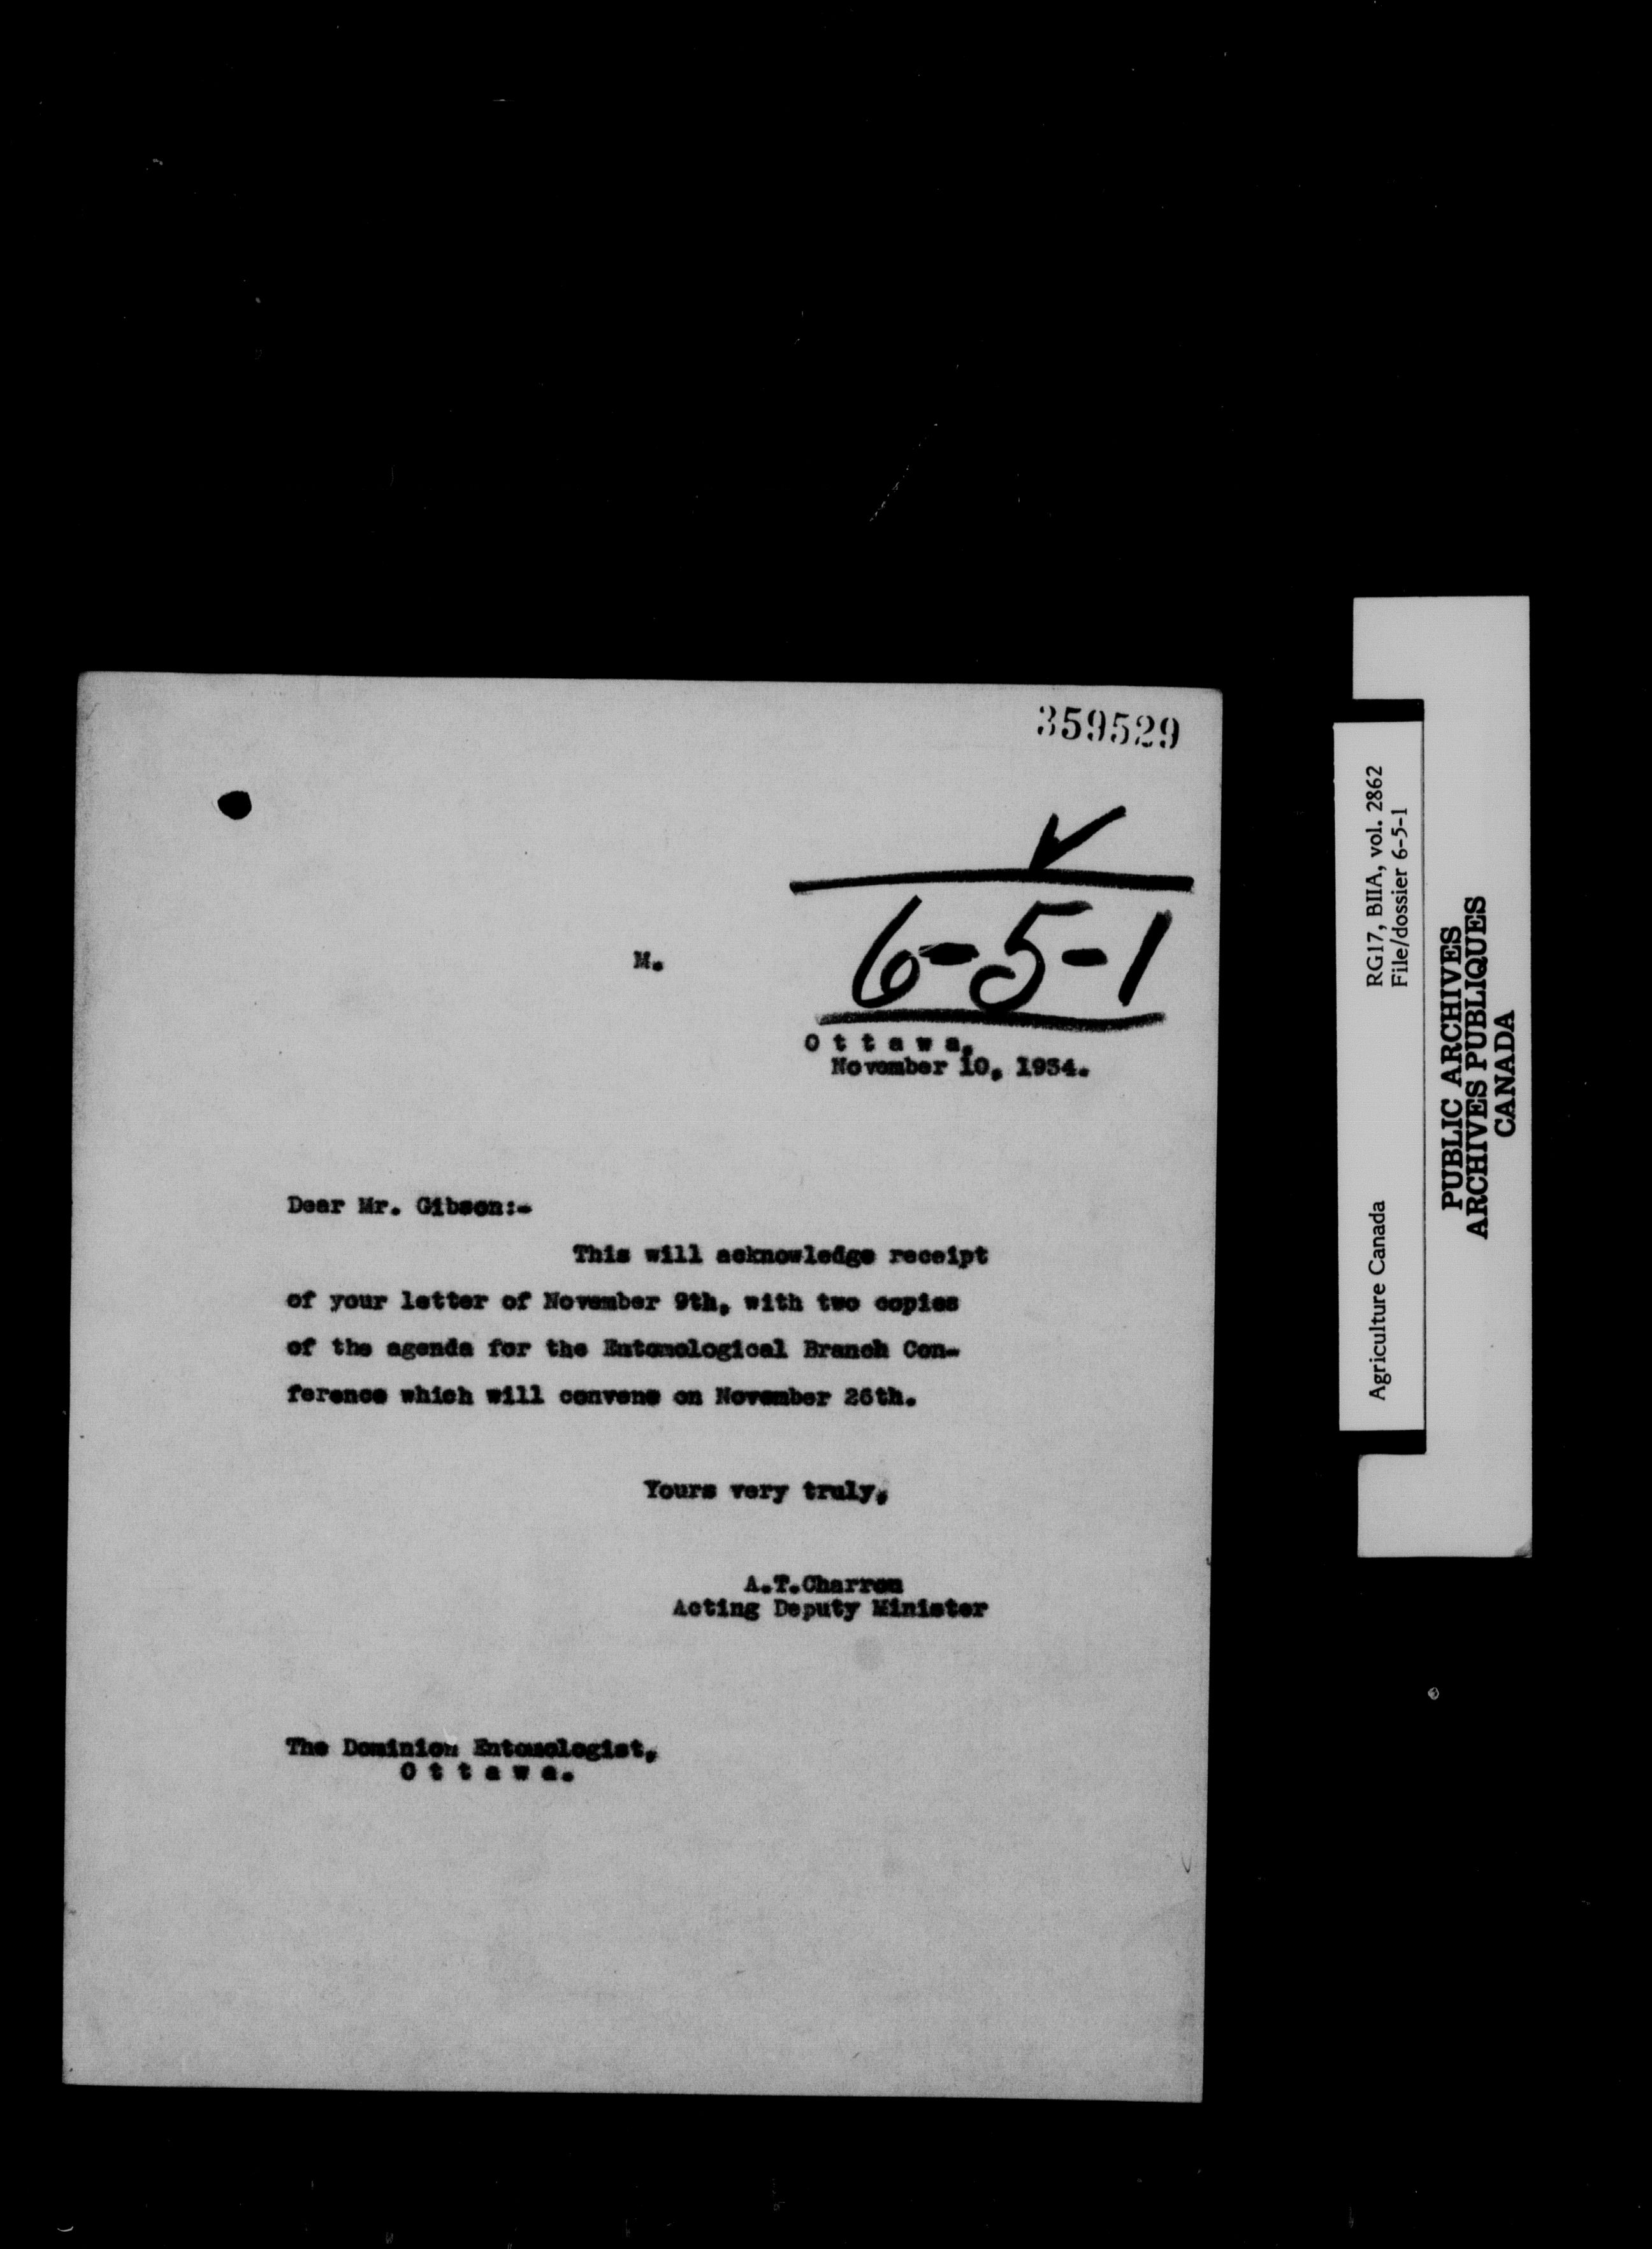 359529
6-5-1
M.
O t t a w a,
November 10, 1934.
Dear Mr. Gibson:-
This will acknowledge receipt
of your letter of November 9th, with two copies
of the agenda for the Entomological Branch Con-
ference which will convene on November 26th.
Yours very truly,
A.T.Charron
Acting Deputy Minister
The Dominion Entomologist,
O t t a w a.
Agriculture Canada
RG17, BIIA, vol. 2862
File/dossier 6-5-1
PUBLIC ARCHIVES
ARCHIVES PUBLIQUES
CANADA